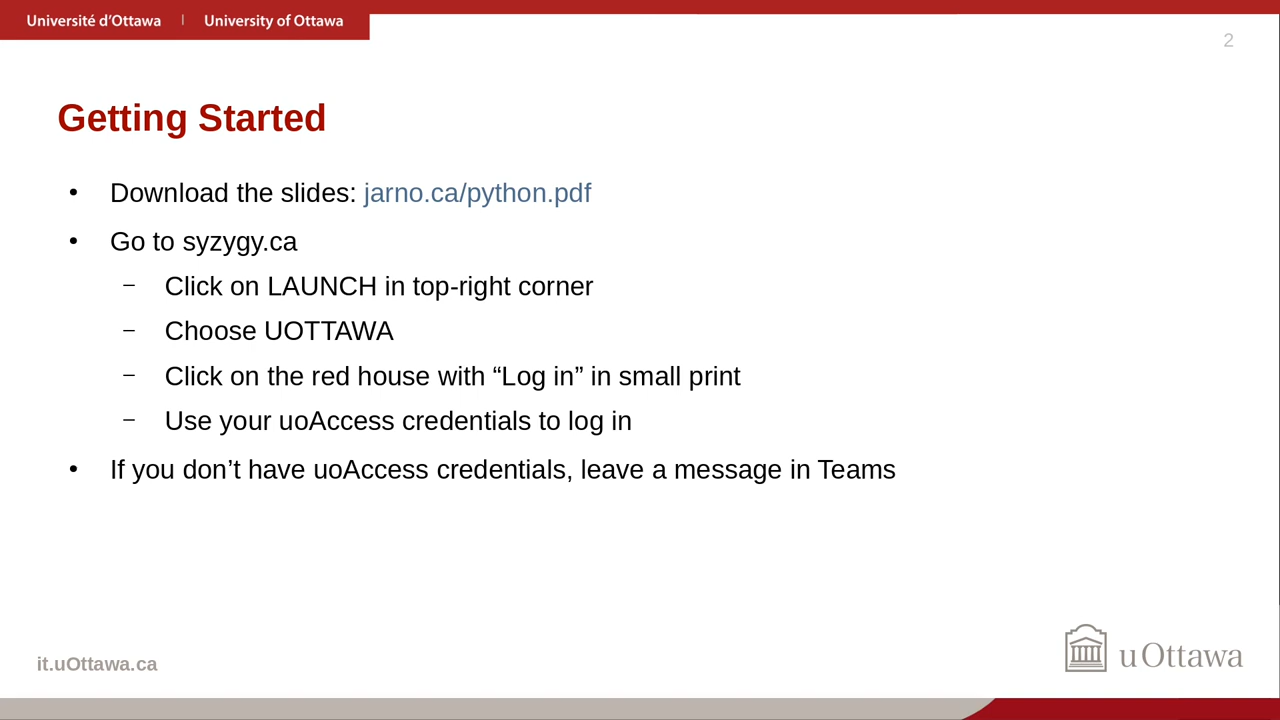 Université d’Ottawa | University of Ottawa
2
Getting Started
• Download the slides: jarno.ca/python.pdf
• Go to syzygy.ca
– Click on LAUNCH in top-right corner
– Choose UOTTAWA
– Click on the red house with “Log in” in small print
– Use your uoAccess credentials to log in
• If you don’t have uoAccess credentials, leave a message in Teams
it.uOttawa.ca
uOttawa